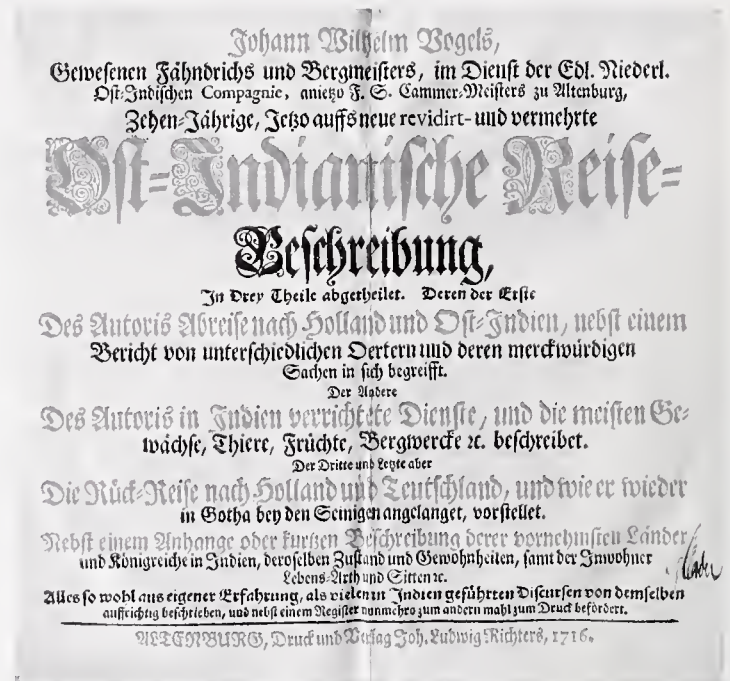 Johann Wilhelm Vogels,
Gewesenen Fähndrichs und Bergmeisters, im Dienst der Edl. Niederl.
Ost-Indischen Compagnie, anietzo F. S. Cammer-Meisters zu Altenburg,
Zehen-Jährige, Jetzo auffs neue revidirt- und vermehrte
Ost-Indianische Reise-
Beschreibung,
In Drey Theile abgetheilet. Deren der Erste
Des Autoris Abreise nach Holland und Ost-Indien, nebst einem
Bericht von unterschiedlichen Oertern und deren merckwürdigen
Sachen in sich begreifft.
Der Andere
Des Autoris in Indien verrichtete Dienste, und die meisten Ge-
wächse, Thiere, Früchte, Bergwercke ꝛc. beschreibet.
Der Dritte und Letzte aber
Die Rück-Reise nach Holland und Teutschland, und wie er wieder
in Gotha bey den Seinigen angelanget, vorstellet.
Nebst einem Anhange oder kurtzen Beschreibung derer vornehmsten Länder
und Königreiche in Indien, deroselben Zustand und Gewohnheiten, samt der Inwohner
Lebens-Arth und Sitten ꝛc.
Alles so wohl aus eigener Erfahrung, als vielen in Indien geführten Discursen von demselben
auffrichtig beschrieben, und nebst einem Register nunmehro zum andern mahl zum Druck befördert.
ALTENBURG, Druck und Verlag Joh. Ludwig Richters, 1716.